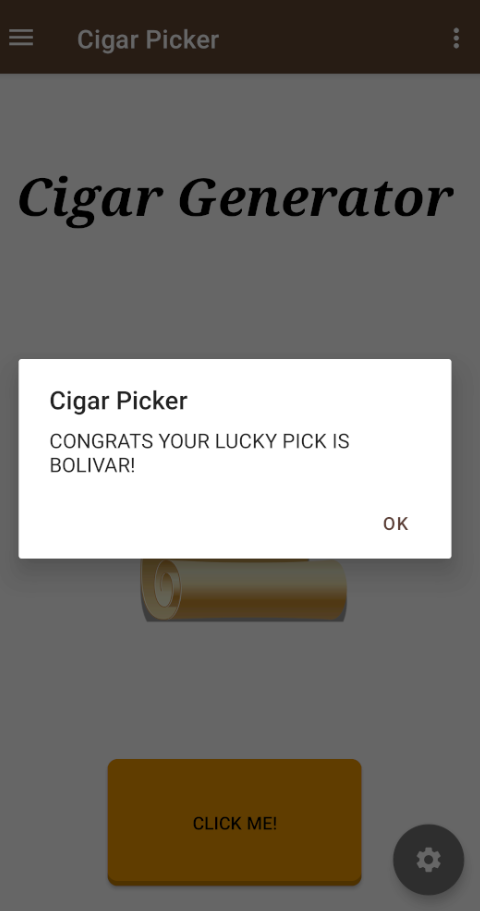 Cigar Picker
Cigar Generator
Cigar Picker
CONGRATS YOUR LUCKY PICK IS
BOLIVAR!
OK
CLICK ME!